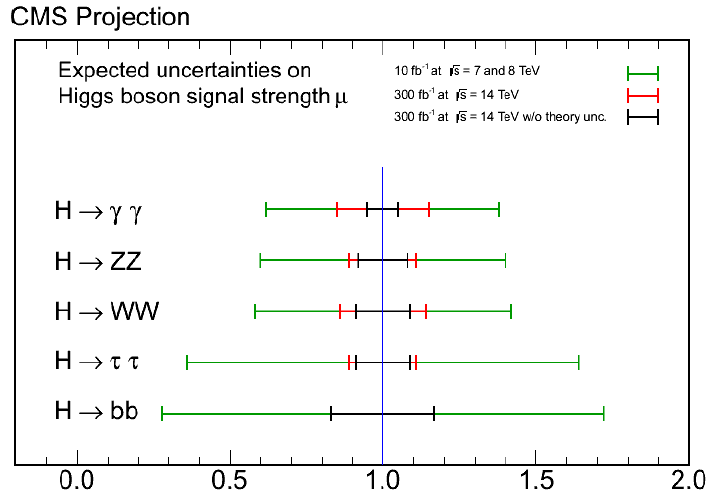 CMS Projection
Expected uncertainties on
Higgs boson signal strength μ
10 fb⁻¹ at √s = 7 and 8 TeV
300 fb⁻¹ at √s = 14 TeV
300 fb⁻¹ at √s = 14 TeV w/o theory unc.
H → γ γ
H → ZZ
H → WW
H → τ τ
H → bb
0.0 0.5 1.0 1.5 2.0